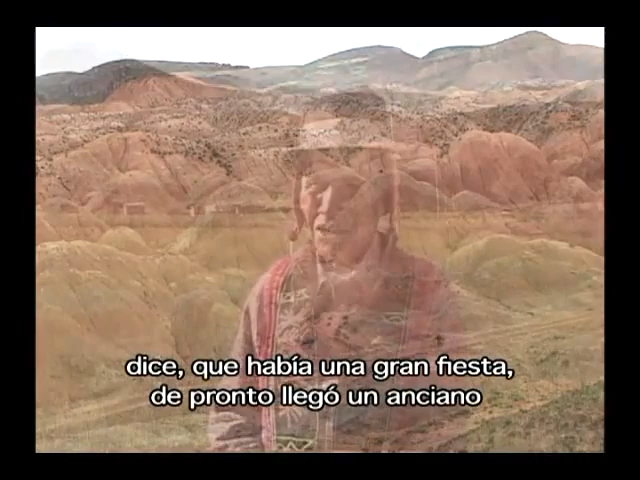 dice, que había una gran fiesta,
de pronto llegó un anciano